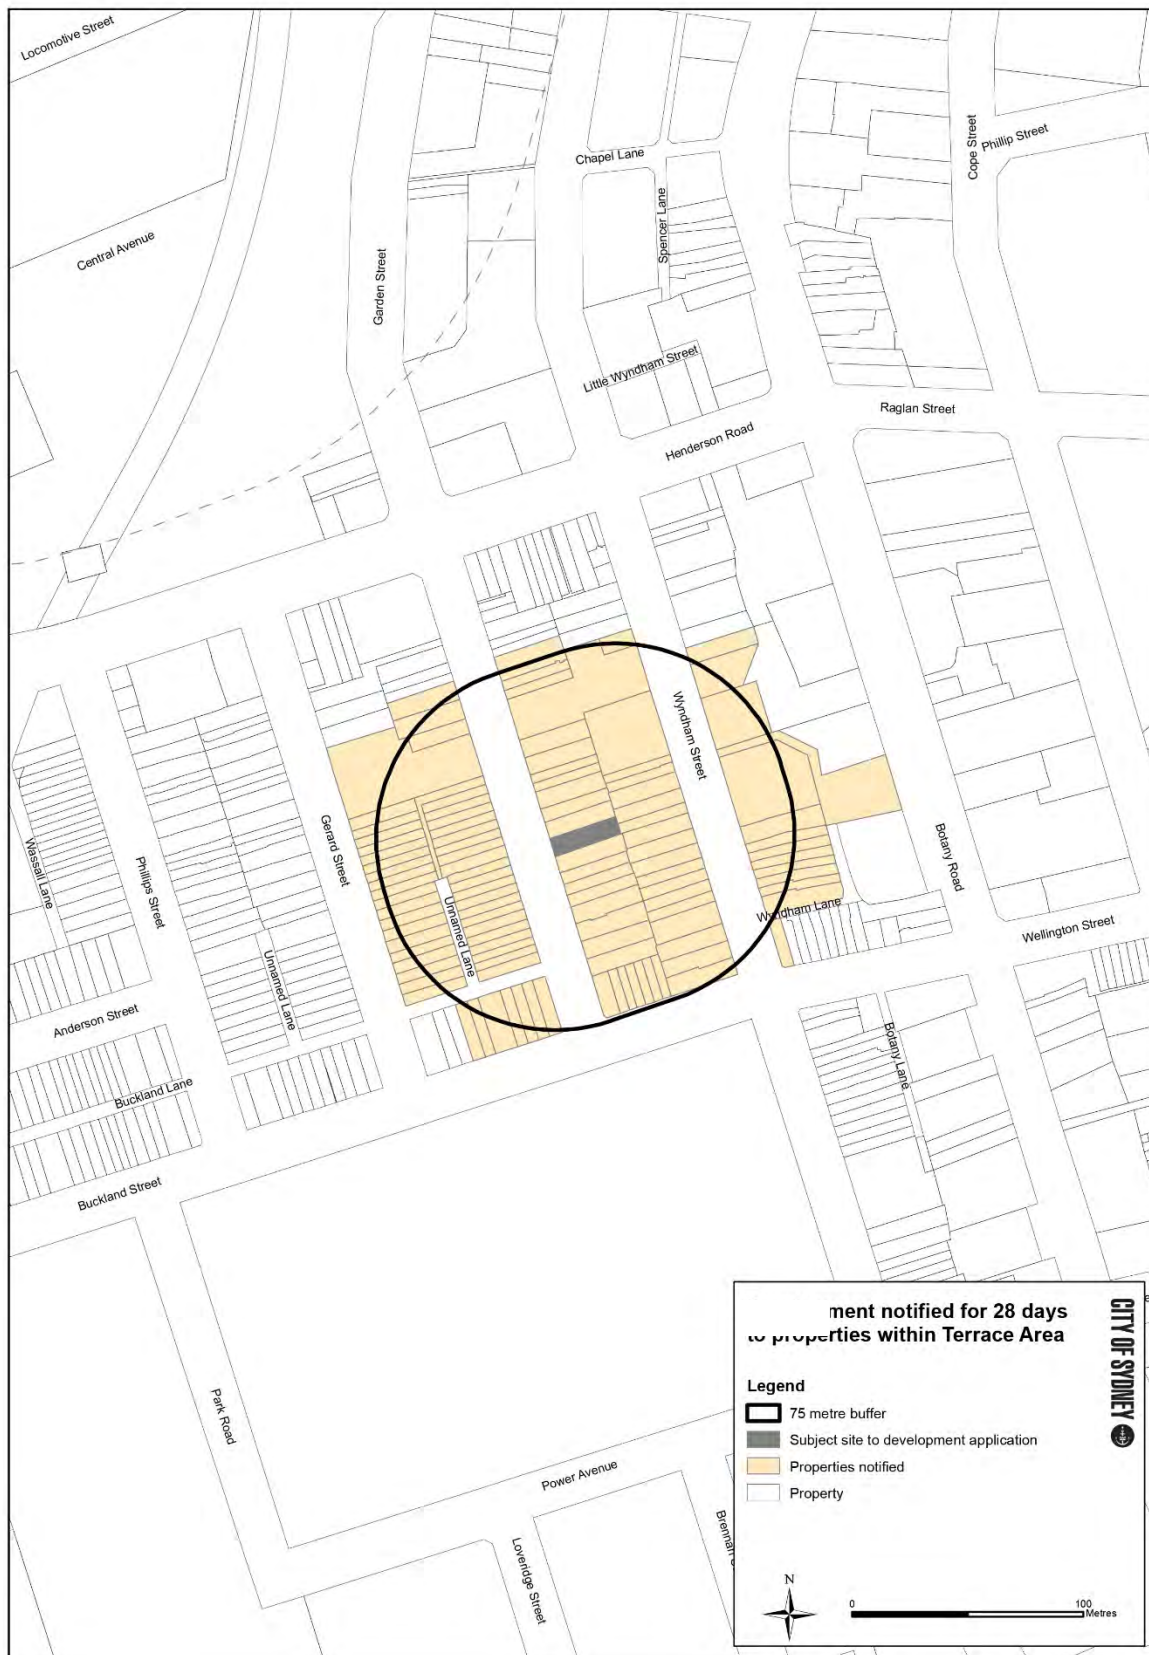 Locomotive Street
Central Avenue
Garden Street
Chapel Lane
Spencer Lane
Cope Street
Phillip Street
Little Wyndham Street
Henderson Road
Raglan Street
Wyndham Street
Gerard Street
Wassall Lane
Phillips Street
Unnamed Lane
Unnamed Lane
Botany Road
Wyndham Lane
Wellington Street
Anderson Street
Buckland Lane
Botany Lane
Buckland Street
Park Road
Power Avenue
Loveridge Street
ment notified for 28 days
to properties within Terrace Area
CITY OF SYDNEY
Legend
75 metre buffer
Subject site to development application
Properties notified
Property
N
0
100
Metres